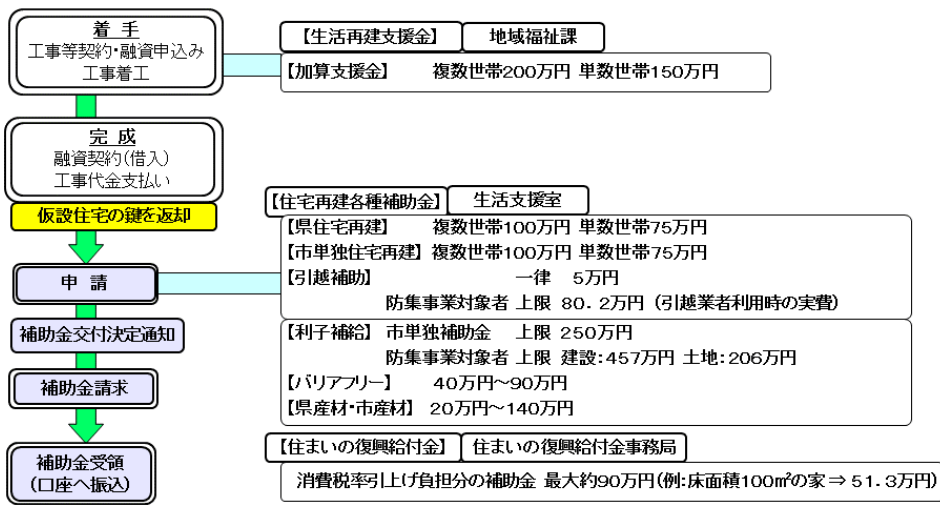 着 手
工事等契約・融資申込み
工事着工
【生活再建支援金】 地域福祉課
【加算支援金】 複数世帯200万円 単数世帯150万円
完 成
融資契約(借入)
工事代金支払い
仮設住宅の鍵を返却
【住宅再建各種補助金】 生活支援室
【県住宅再建】 複数世帯100万円 単数世帯75万円
【市単独住宅再建】 複数世帯100万円 単数世帯75万円
【引越補助】 一律 5万円
防集事業対象者 上限 80.2万円 (引越業者利用時の実費)
申 請
補助金交付決定通知
補助金請求
補助金受領
(口座へ振込)
【利子補給】 市単独補助金 上限 250万円
防集事業対象者 上限 建設:457万円 土地:206万円
【バリアフリー】 40万円~90万円
【県産材・市産材】 20万円~140万円
【住まいの復興給付金】 住まいの復興給付金事務局
消費税率引上げ負担分の補助金 最大約90万円(例:床面積100㎡の家⇒51.3万円)